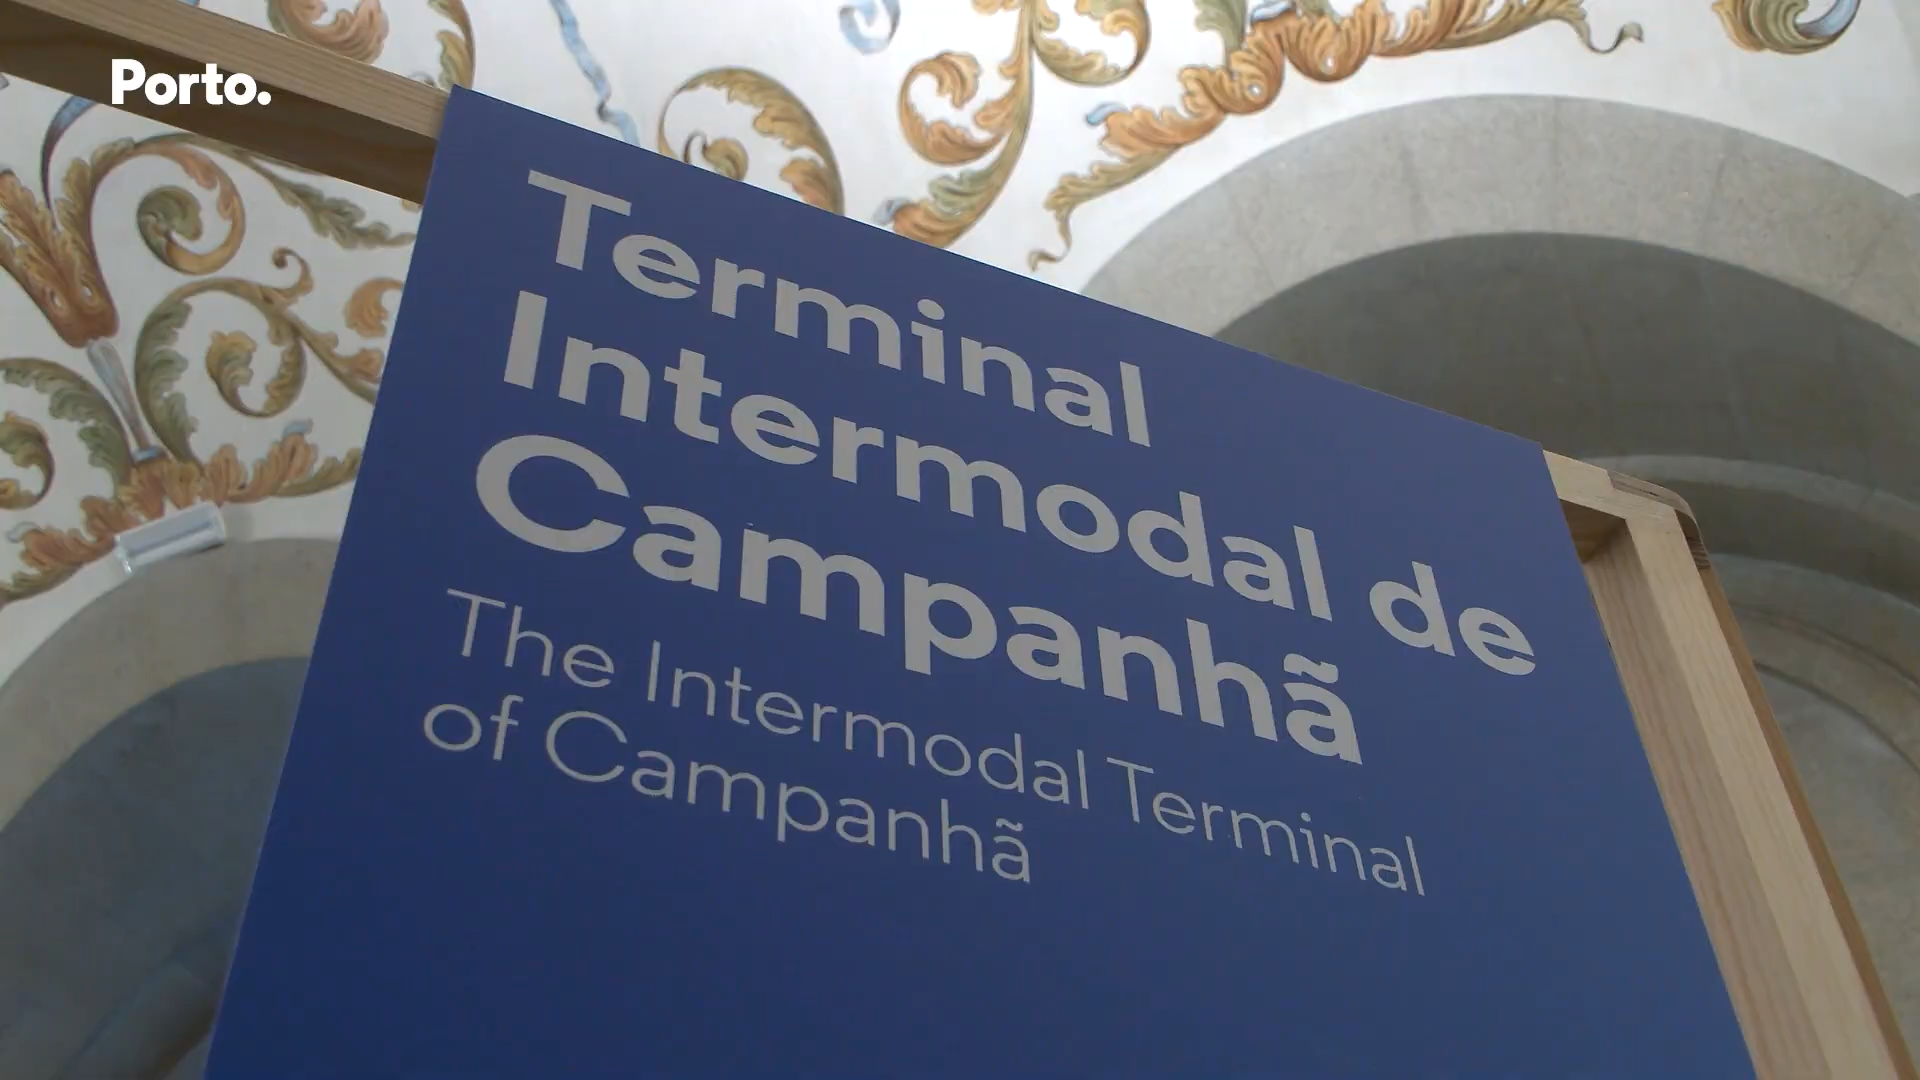 Porto.
Terminal
Intermodal de
Campanhã
The Intermodal Terminal
of Campanhã